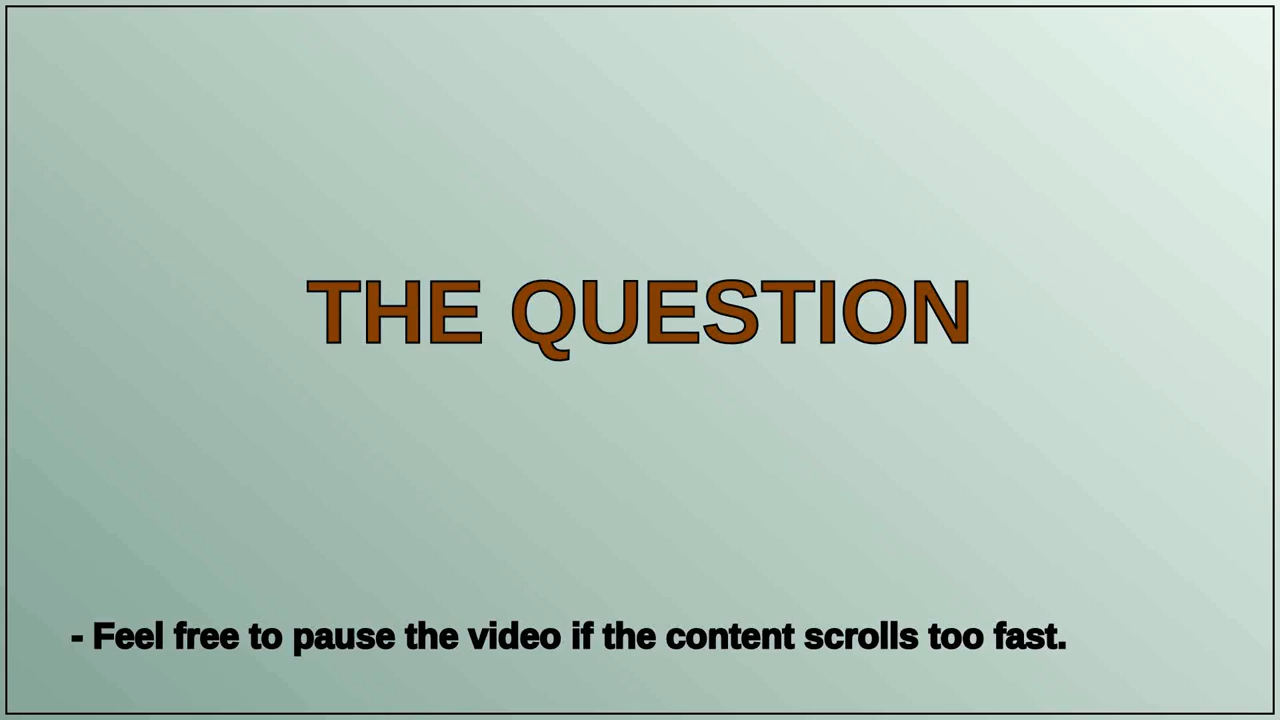 THE QUESTION
- Feel free to pause the video if the content scrolls too fast.